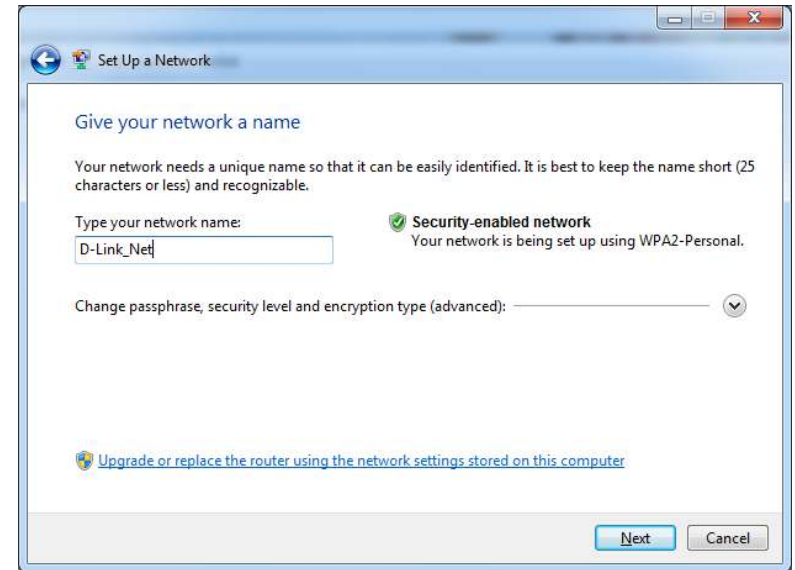 Set Up a Network
Give your network a name
Your network needs a unique name so that it can be easily identified. It is best to keep the name short (25
characters or less) and recognizable.
Type your network name:
D-Link_Net
Security-enabled network
Your network is being set up using WPA2-Personal.
Change passphrase, security level and encryption type (advanced):
Upgrade or replace the router using the network settings stored on this computer
Next
Cancel